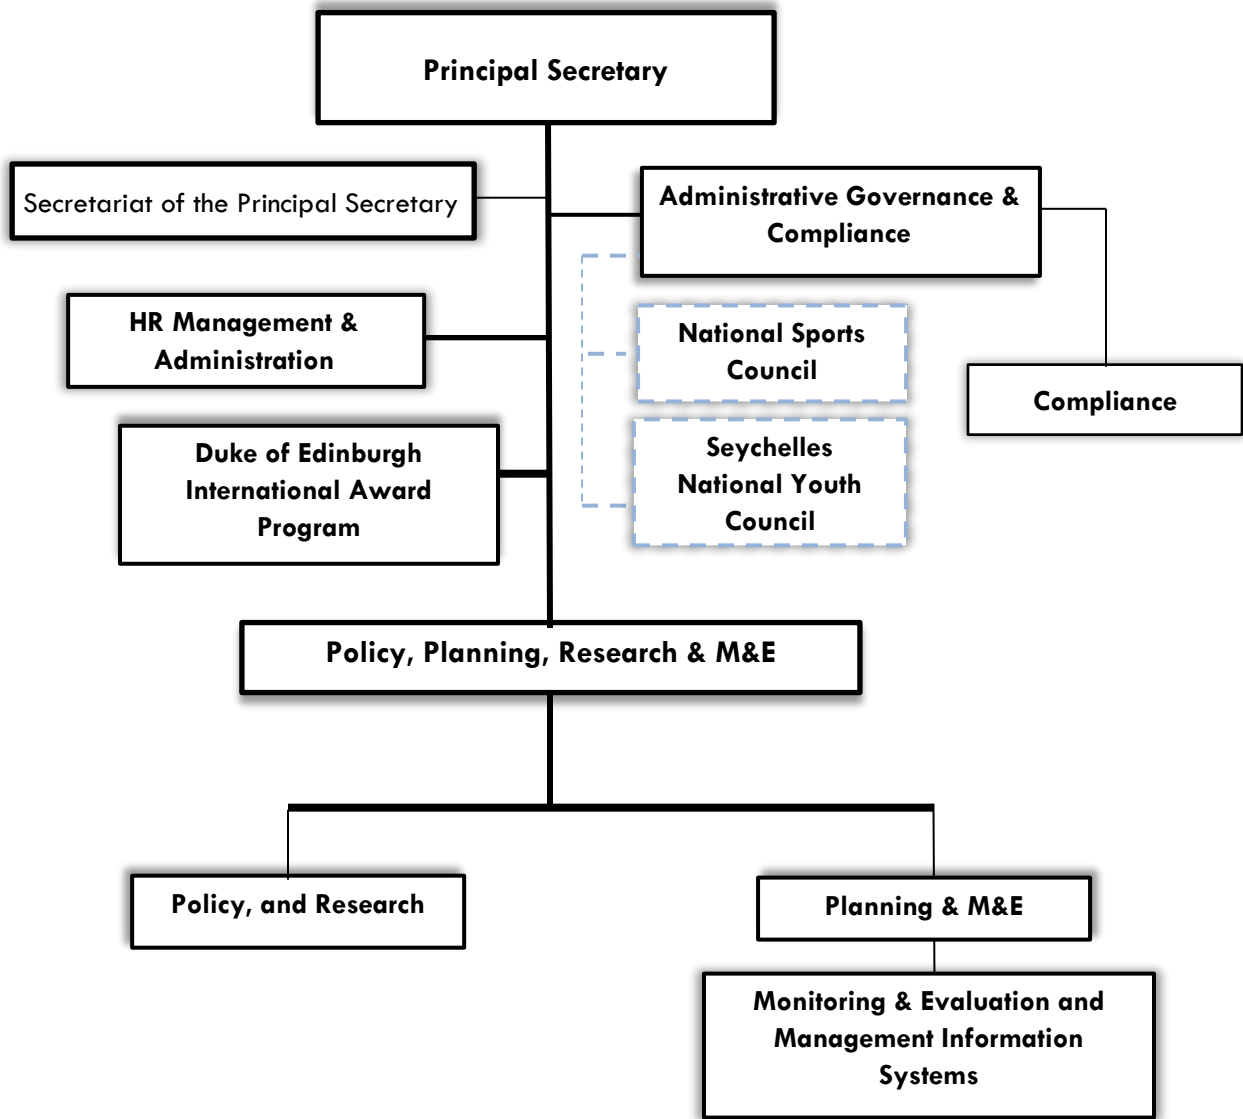 Principal Secretary
Secretariat of the Principal Secretary
Administrative Governance &
Compliance
HR Management &
Administration
National Sports
Council
Compliance
Duke of Edinburgh
International Award
Program
Seychelles
National Youth
Council
Policy, Planning, Research & M&E
Policy, and Research
Planning & M&E
Monitoring & Evaluation and
Management Information
Systems